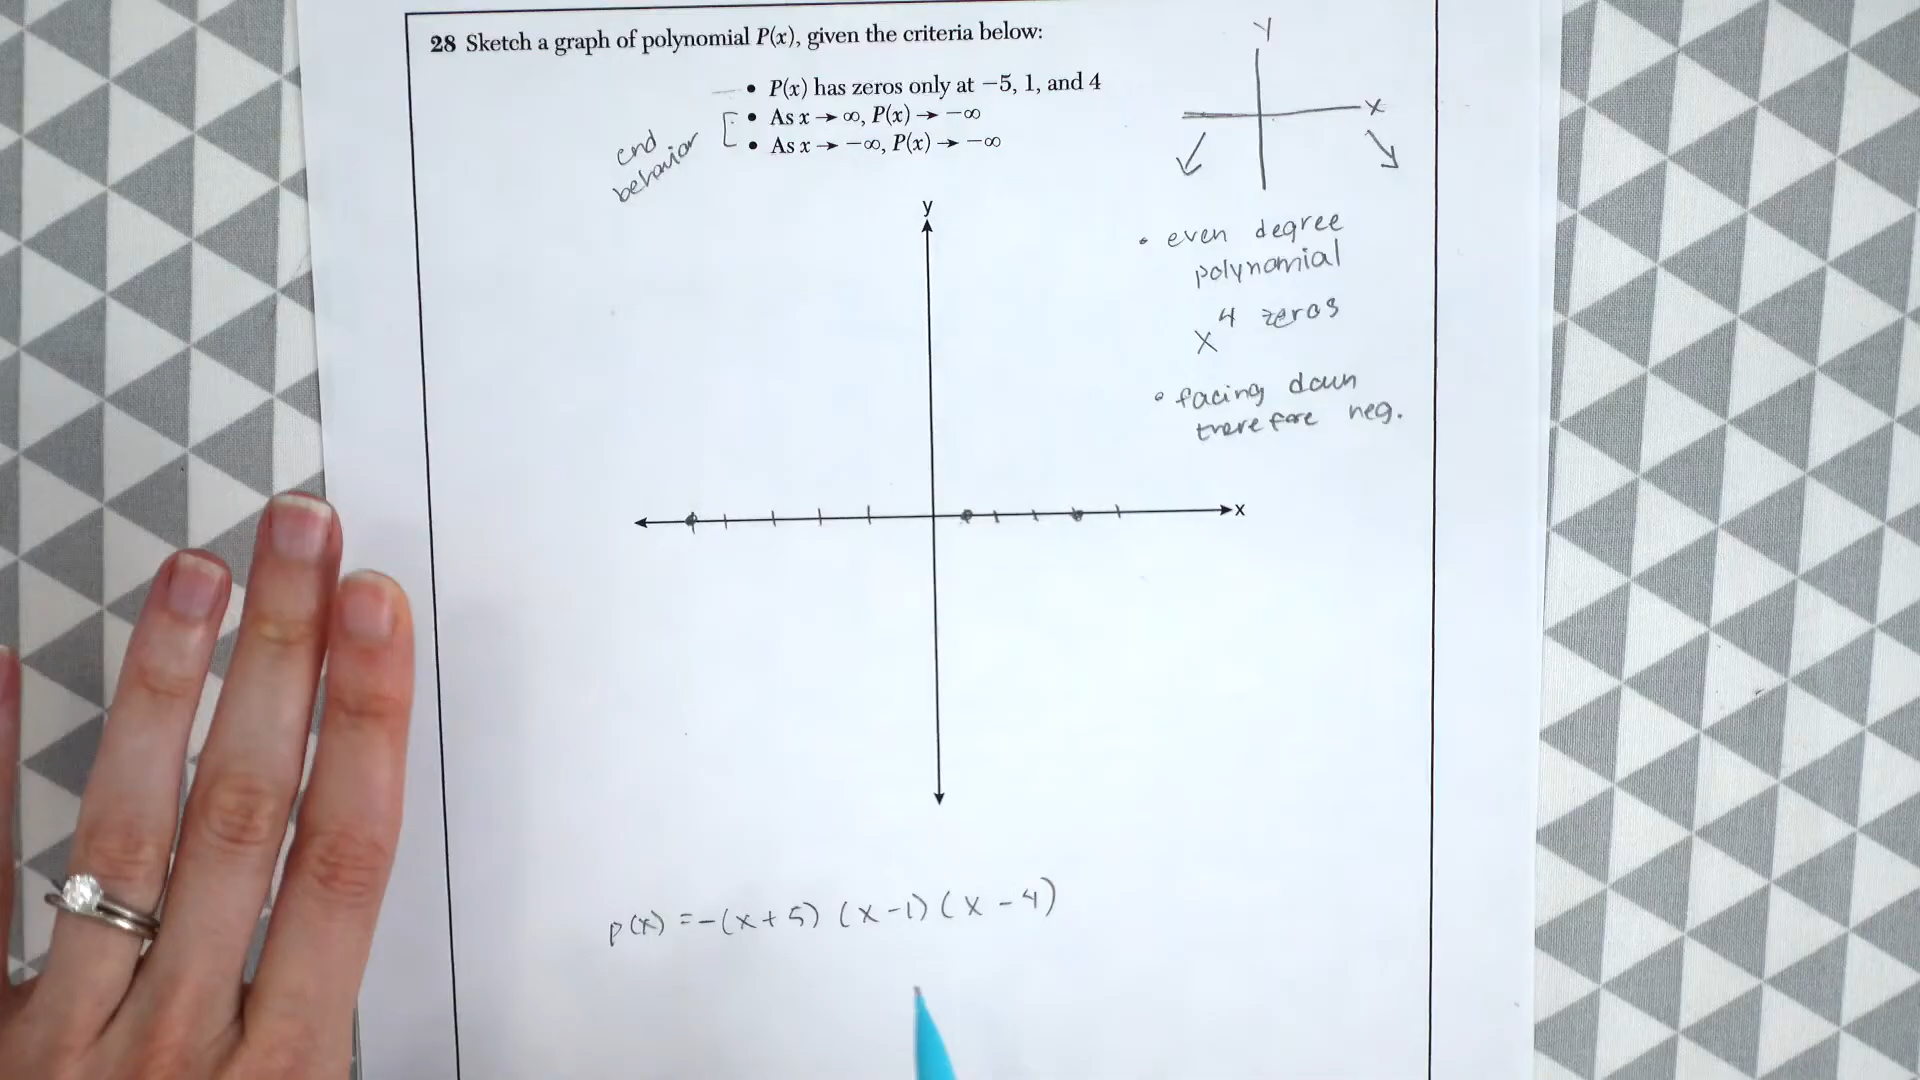 28 Sketch a graph of polynomial P(x), given the criteria below:
• P(x) has zeros only at −5, 1, and 4
• As x → ∞, P(x) → −∞
• As x → −∞, P(x) → −∞
end
behavior
y
x
• even degree
polynomial
x⁴ zeros
• facing down
therefore neg.
y
x
p(x) = -(x+5) (x-1) (x-4)